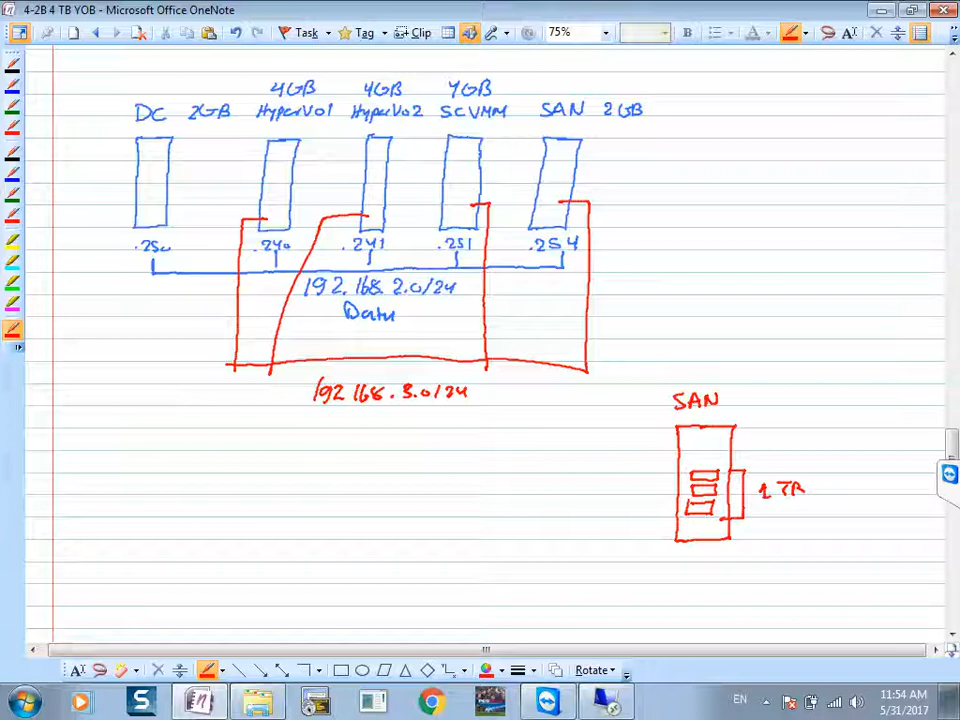 4-2B 4 TB YOB - Microsoft Office OneNote
Task Tag Clip 75% B A A
4GB 4GB 4GB
DC 2GB HyperV01 HyperV02 SCVMM SAN 2GB
.250 .240 .241 .251 .254
192.168.2.0/24
Data
192.168.3.0/24
SAN
1 TB
A Rotate
EN 11:54 AM
5/31/2017